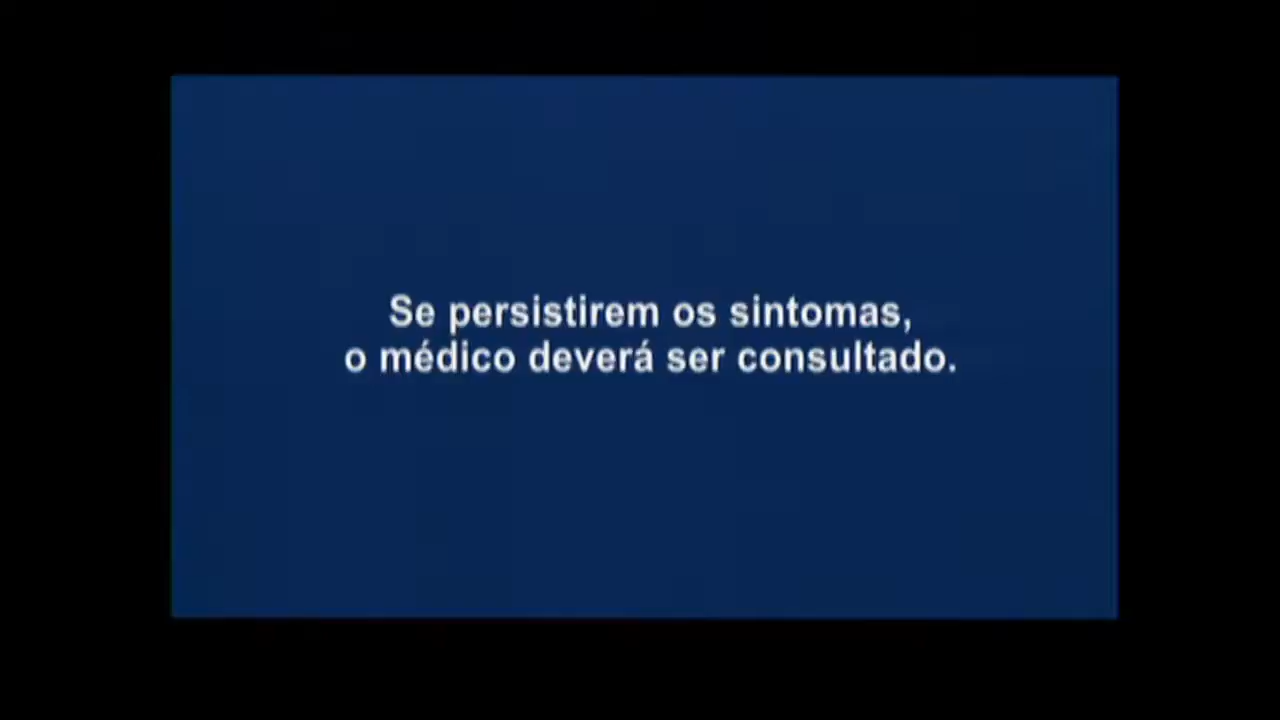 Se persistirem os sintomas,
o médico deverá ser consultado.